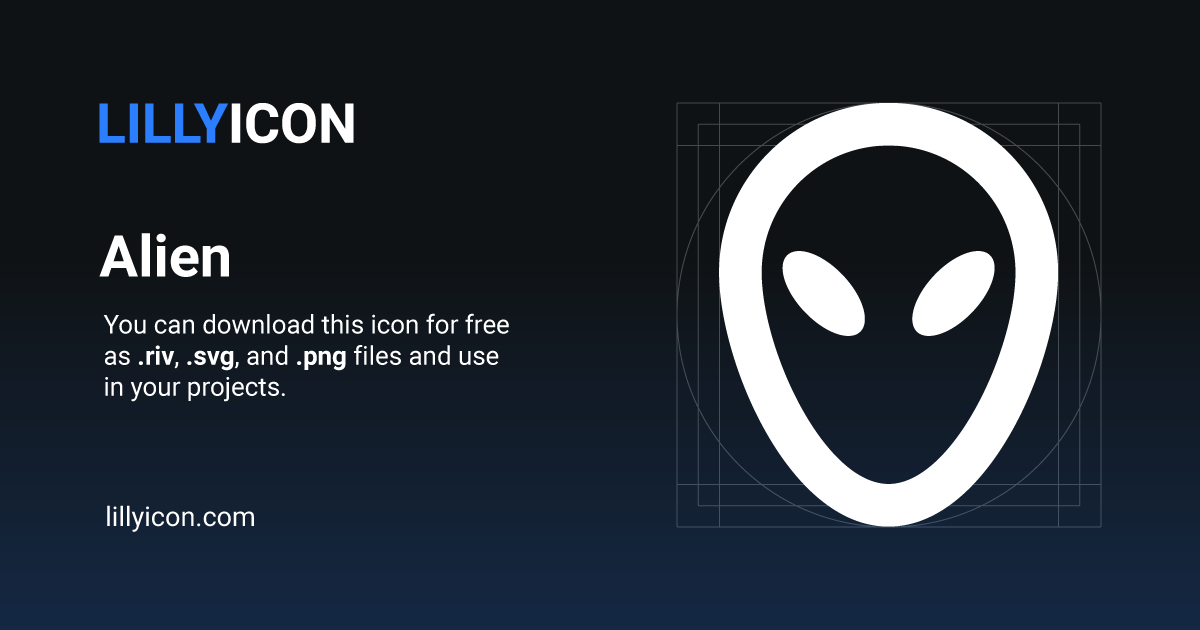 LILLYICON
Alien
You can download this icon for free
as .riv, .svg, and .png files and use
in your projects.
lillyicon.com